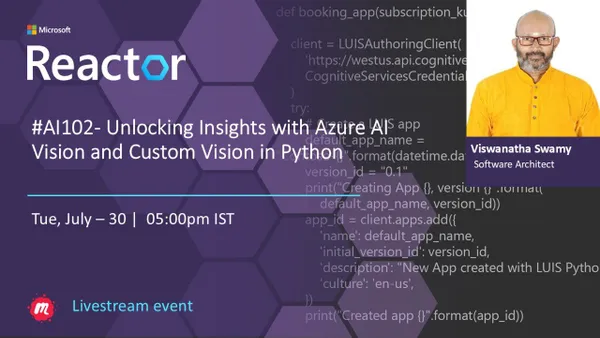 Microsoft
Reactor
#AI102- Unlocking Insights with Azure AI
Vision and Custom Vision in Python
Tue, July – 30 | 05:00pm IST
Livestream event
Viswanatha Swamy
Software Architect
def booking_app(subscription_ku
client = LUISAuthoringClient(
'https://westus.api.cognitive
CognitiveServicesCredential
)
try:
# Create a LUIS app
default_app_name =
{}".format(datetime.da
version_id = "0.1"
print("Creating App {}, version {}".format(
default_app_name, version_id))
app_id = client.apps.add({
'name': default_app_name,
'initial_version_id': version_id,
'description': "New App created with LUIS Pytho
'culture': 'en-us',
})
print("Created app {}".format(app_id))